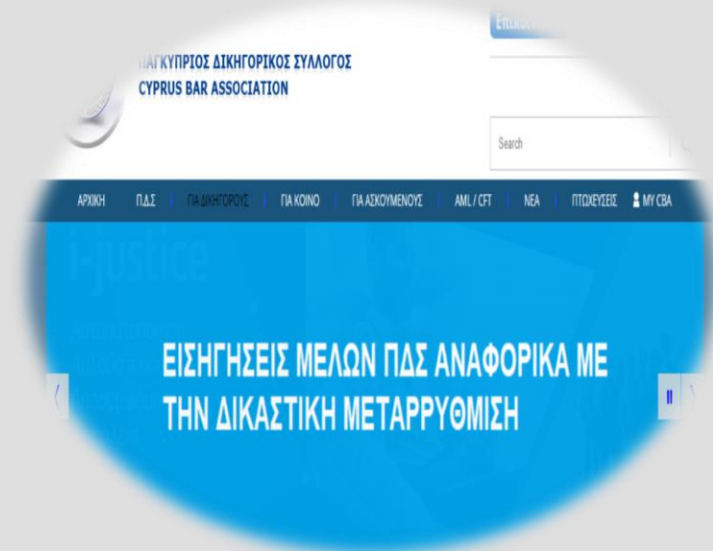 Επικοινωνία
ΠΑΓΚΥΠΡΙΟΣ ΔΙΚΗΓΟΡΙΚΟΣ ΣΥΛΛΟΓΟΣ
CYPRUS BAR ASSOCIATION
Search
ΑΡΧΙΚΗ Π.Δ.Σ ΓΙΑ ΔΙΚΗΓΟΡΟΥΣ ΓΙΑ ΚΟΙΝΟ ΓΙΑ ΑΣΚΟΥΜΕΝΟΥΣ AML / CFT ΝΕΑ ΠΤΩΧΕΥΣΕΙΣ MY CBA
i-justice
ΕΙΣΗΓΗΣΕΙΣ ΜΕΛΩΝ ΠΔΣ ΑΝΑΦΟΡΙΚΑ ΜΕ
ΤΗΝ ΔΙΚΑΣΤΙΚΗ ΜΕΤΑΡΡΥΘΜΙΣΗ